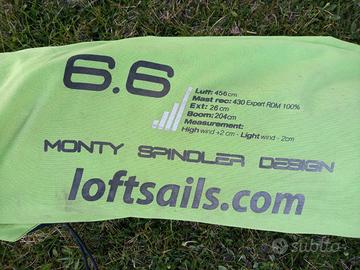 6.6
Luff: 456cm
Mast rec: 430 Expert RDM 100%
Ext: 26 cm
Boom: 204cm
Measurement:
High wind +2 cm - Light wind - 2cm
MONTY SPINDLER DESIGN
loftsails.com
subito